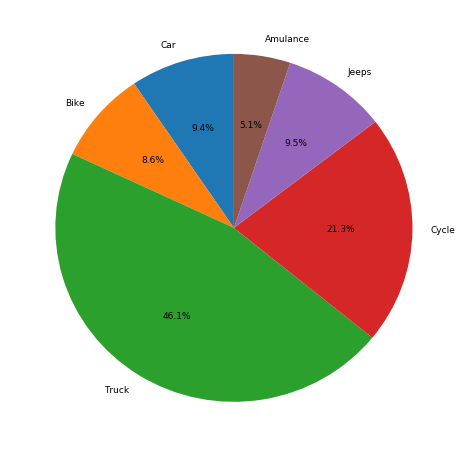 Amulance
Car
Jeeps
Bike
5.1%
9.4%
9.5%
8.6%
21.3%
Cycle
46.1%
Truck